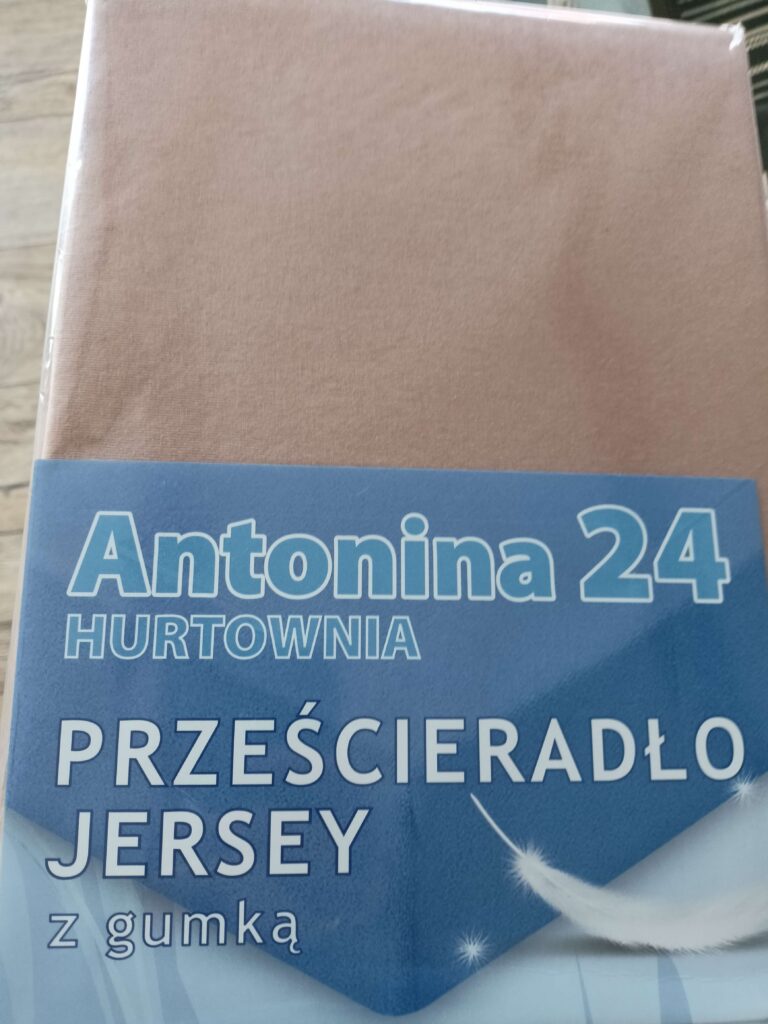 Antonina 24
HURTOWNIA
PRZEŚCIERADŁO
JERSEY
z gumką